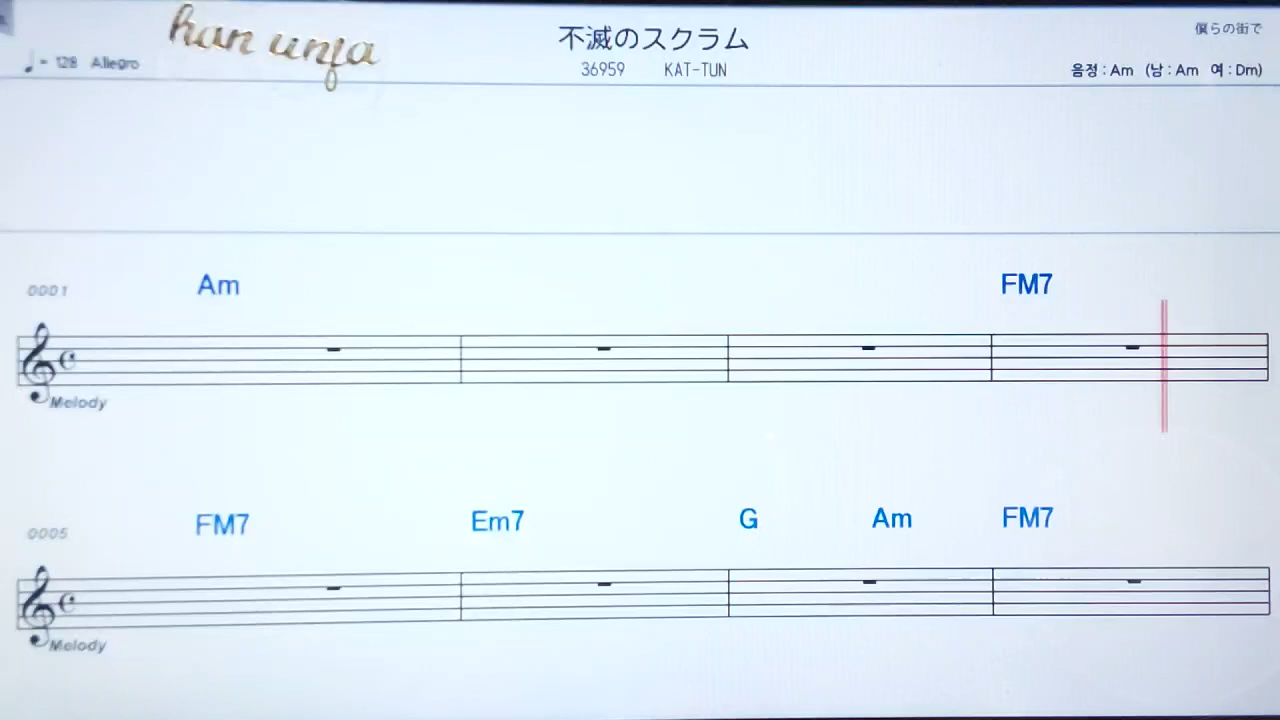 han unja
不滅のスクラム
僕らの街で
♩= 128 Allegro
36959 KAT-TUN
음정 : Am (남 : Am 여 : Dm)
0001 Am FM7
Melody
0005 FM7 Em7 G Am FM7
Melody